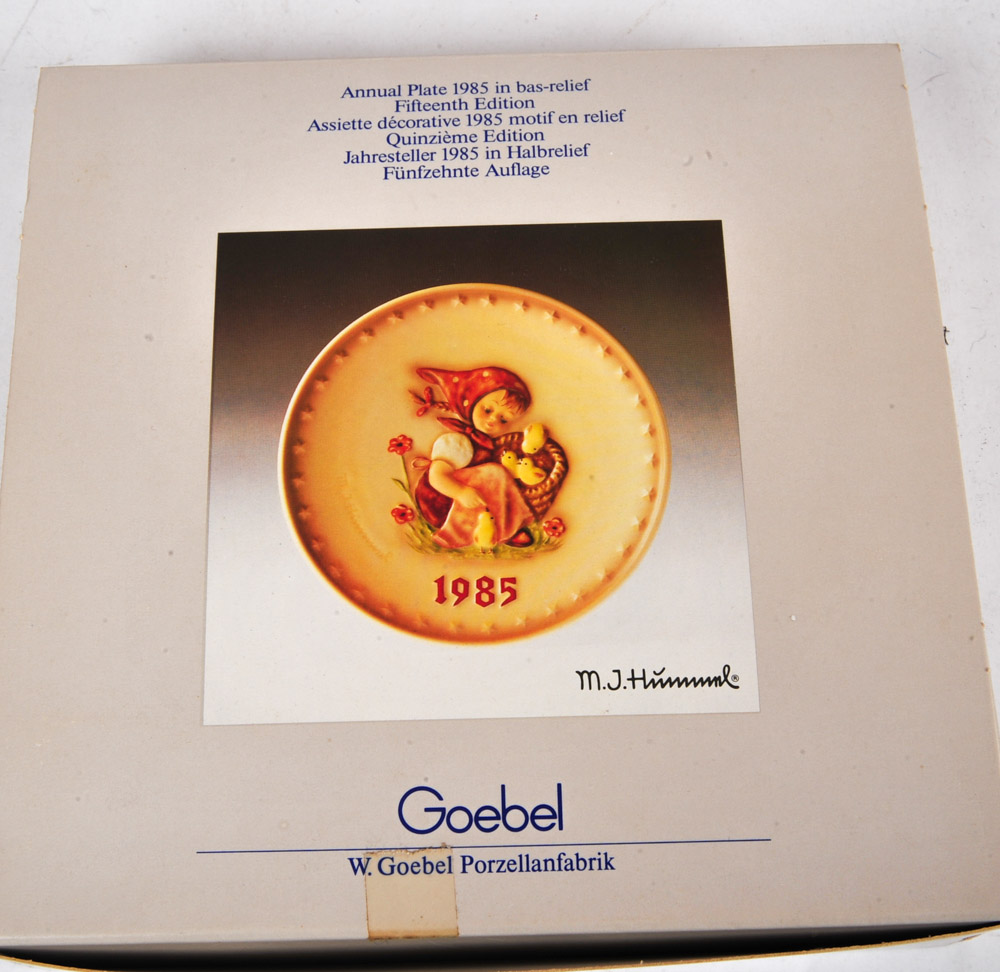 Annual Plate 1985 in bas-relief
Fifteenth Edition
Assiette décorative 1985 motif en relief
Quinzième Edition
Jahresteller 1985 in Halbrelief
Fünfzehnte Auflage
1985
M.J.Hümmel®
Goebel
W. Goebel Porzellanfabrik